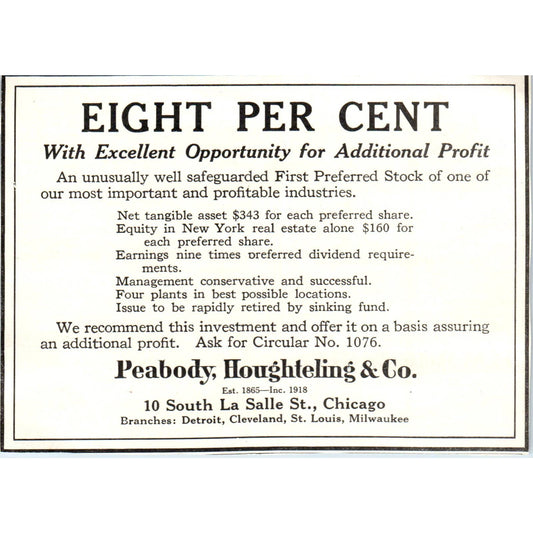 EIGHT PER CENT
With Excellent Opportunity for Additional Profit
An unusually well safeguarded First Preferred Stock of one of
our most important and profitable industries.
Net tangible asset $343 for each preferred share.
Equity in New York real estate alone $160 for
each preferred share.
Earnings nine times preferred dividend require-
ments.
Management conservative and successful.
Four plants in best possible locations.
Issue to be rapidly retired by sinking fund.
We recommend this investment and offer it on a basis assuring
an additional profit. Ask for Circular No. 1076.
Peabody, Houghteling & Co.
Est. 1865—Inc. 1918
10 South La Salle St., Chicago
Branches: Detroit, Cleveland, St. Louis, Milwaukee